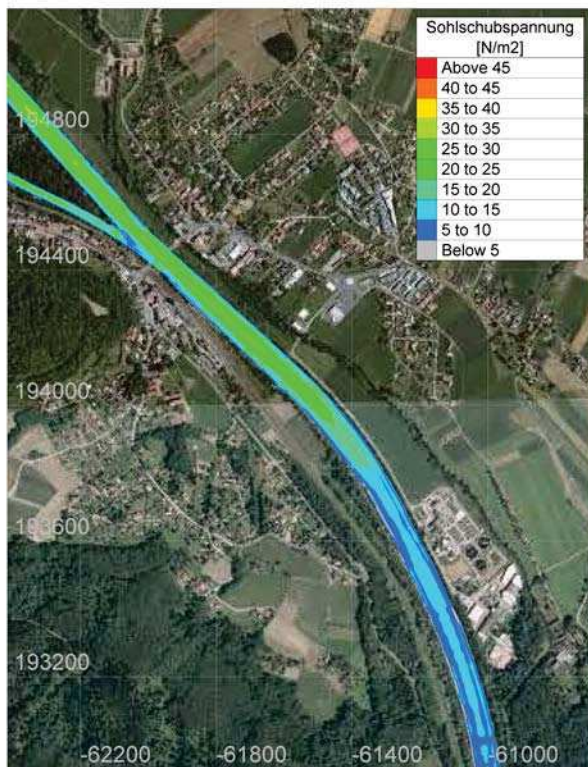 Sohlschubspannung
[N/m2]
Above 45
40 to 45
35 to 40
30 to 35
25 to 30
20 to 25
15 to 20
10 to 15
5 to 10
Below 5
194800
194400
194000
193600
193200
-62200 -61800 -61400 -61000